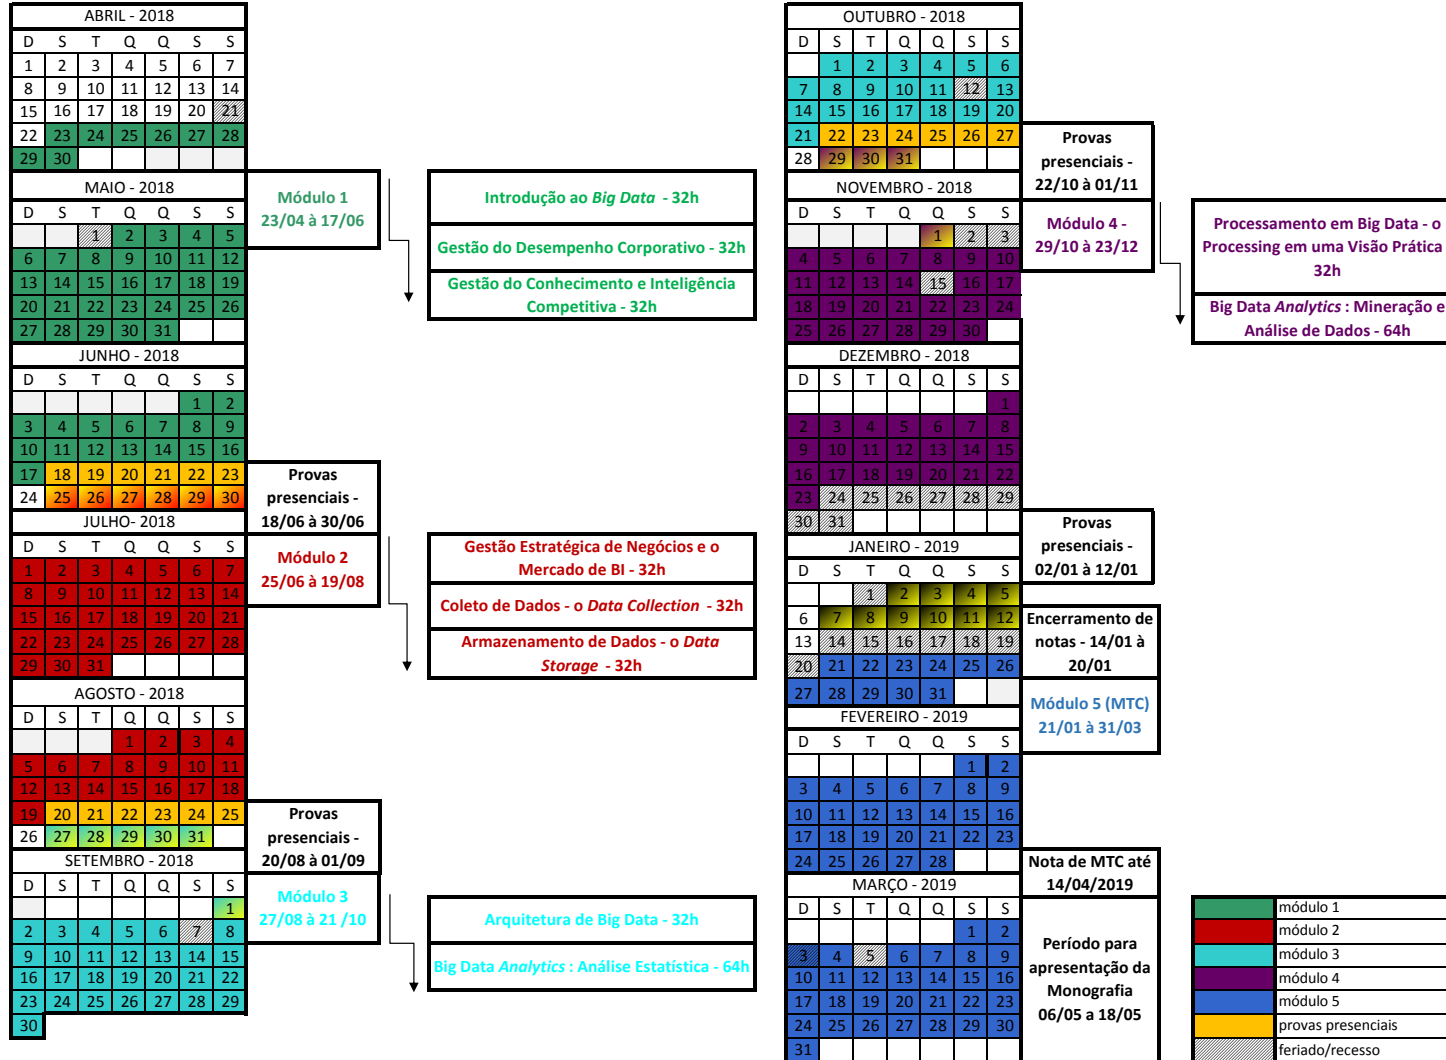 ABRIL - 2018
D S T Q Q S S
1 2 3 4 5 6 7
8 9 10 11 12 13 14
15 16 17 18 19 20 21
22 23 24 25 26 27 28
29 30
MAIO - 2018
D S T Q Q S S
1 2 3 4 5
6 7 8 9 10 11 12
13 14 15 16 17 18 19
20 21 22 23 24 25 26
27 28 29 30 31
Módulo 1
23/04 à 17/06
Introdução ao Big Data - 32h
Gestão do Desempenho Corporativo - 32h
Gestão do Conhecimento e Inteligência
Competitiva - 32h
JUNHO - 2018
D S T Q Q S S
1 2
3 4 5 6 7 8 9
10 11 12 13 14 15 16
17 18 19 20 21 22 23
24 25 26 27 28 29 30
Provas
presenciais -
18/06 à 30/06
JULHO- 2018
D S T Q Q S S
1 2 3 4 5 6 7
8 9 10 11 12 13 14
15 16 17 18 19 20 21
22 23 24 25 26 27 28
29 30 31
Módulo 2
25/06 à 19/08
Gestão Estratégica de Negócios e o
Mercado de BI - 32h
Coleto de Dados - o Data Collection - 32h
Armazenamento de Dados - o Data
Storage - 32h
AGOSTO - 2018
D S T Q Q S S
1 2 3 4
5 6 7 8 9 10 11
12 13 14 15 16 17 18
19 20 21 22 23 24 25
26 27 28 29 30 31
Provas
presenciais -
20/08 à 01/09
SETEMBRO - 2018
D S T Q Q S S
1
2 3 4 5 6 7 8
9 10 11 12 13 14 15
16 17 18 19 20 21 22
23 24 25 26 27 28 29
30
Módulo 3
27/08 à 21 /10
Arquitetura de Big Data - 32h
Big Data Analytics : Análise Estatística - 64h
OUTUBRO - 2018
D S T Q Q S S
1 2 3 4 5 6
7 8 9 10 11 12 13
14 15 16 17 18 19 20
21 22 23 24 25 26 27
28 29 30 31
Provas
presenciais -
22/10 à 01/11
NOVEMBRO - 2018
D S T Q Q S S
1 2 3
4 5 6 7 8 9 10
11 12 13 14 15 16 17
18 19 20 21 22 23 24
25 26 27 28 29 30
Módulo 4 -
29/10 à 23/12
Processamento em Big Data - o
Processing em uma Visão Prática
32h
Big Data Analytics : Mineração e
Análise de Dados - 64h
DEZEMBRO - 2018
D S T Q Q S S
1
2 3 4 5 6 7 8
9 10 11 12 13 14 15
16 17 18 19 20 21 22
23 24 25 26 27 28 29
30 31
Provas
presenciais -
02/01 à 12/01
JANEIRO - 2019
D S T Q Q S S
1 2 3 4 5
6 7 8 9 10 11 12
13 14 15 16 17 18 19
20 21 22 23 24 25 26
27 28 29 30 31
Encerramento de
notas - 14/01 à
20/01
Módulo 5 (MTC)
21/01 à 31/03
FEVEREIRO - 2019
D S T Q Q S S
1 2
3 4 5 6 7 8 9
10 11 12 13 14 15 16
17 18 19 20 21 22 23
24 25 26 27 28
Nota de MTC até
14/04/2019
MARÇO - 2019
D S T Q Q S S
1 2
3 4 5 6 7 8 9
10 11 12 13 14 15 16
17 18 19 20 21 22 23
24 25 26 27 28 29 30
31
Período para
apresentação da
Monografia
06/05 a 18/05
módulo 1
módulo 2
módulo 3
módulo 4
módulo 5
provas presenciais
feriado/recesso